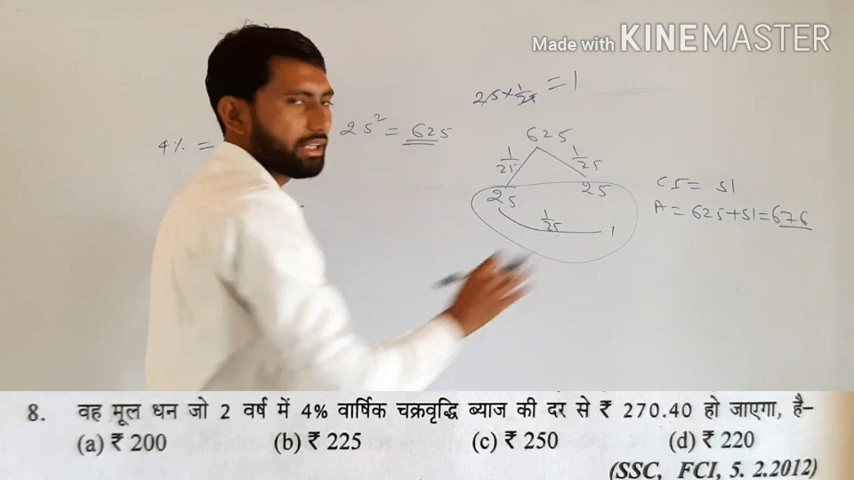 Made with KINEMASTER
25 × 1/25 = 1
4% =
25² = 625
625
1/25 1/25
25 25
1/25 1
CI = 51
A = 625+51=676
8. वह मूल धन जो 2 वर्ष में 4% वार्षिक चक्रवृद्धि ब्याज की दर से ₹ 270.40 हो जाएगा, है–
(a) ₹ 200 (b) ₹ 225 (c) ₹ 250 (d) ₹ 220
(SSC, FCI, 5. 2.2012)